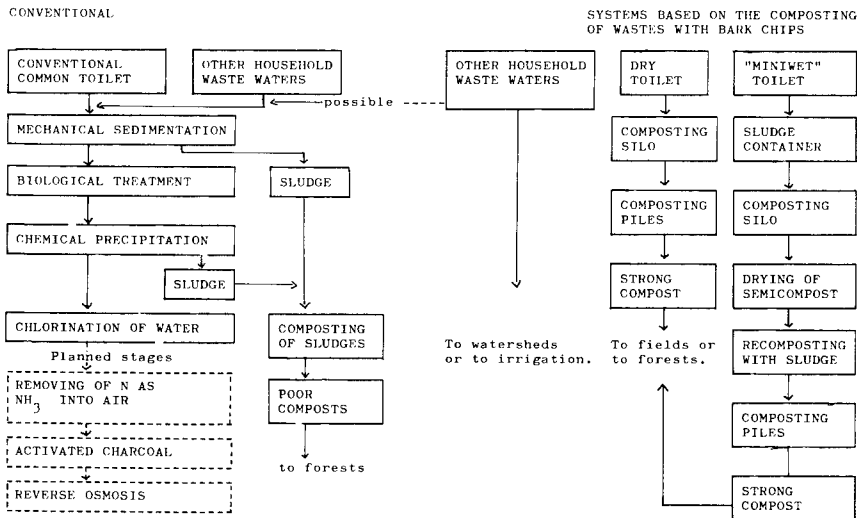 CONVENTIONAL
CONVENTIONAL
COMMON TOILET
OTHER HOUSEHOLD
WASTE WATERS
possible
MECHANICAL SEDIMENTATION
BIOLOGICAL TREATMENT
SLUDGE
CHEMICAL PRECIPITATION
SLUDGE
CHLORINATION OF WATER
COMPOSTING
OF SLUDGES
Planned stages
REMOVING OF N AS
NH3 INTO AIR
POOR
COMPOSTS
ACTIVATED CHARCOAL
to forests
REVERSE OSMOSIS
SYSTEMS BASED ON THE COMPOSTING
OF WASTES WITH BARK CHIPS
OTHER HOUSEHOLD
WASTE WATERS
To watersheds
or to irrigation.
DRY
TOILET
COMPOSTING
SILO
COMPOSTING
PILES
STRONG
COMPOST
To fields or
to forests.
"MINIWET"
TOILET
SLUDGE
CONTAINER
COMPOSTING
SILO
DRYING OF
SEMICOMPOST
RECOMPOSTING
WITH SLUDGE
COMPOSTING
PILES
STRONG
COMPOST